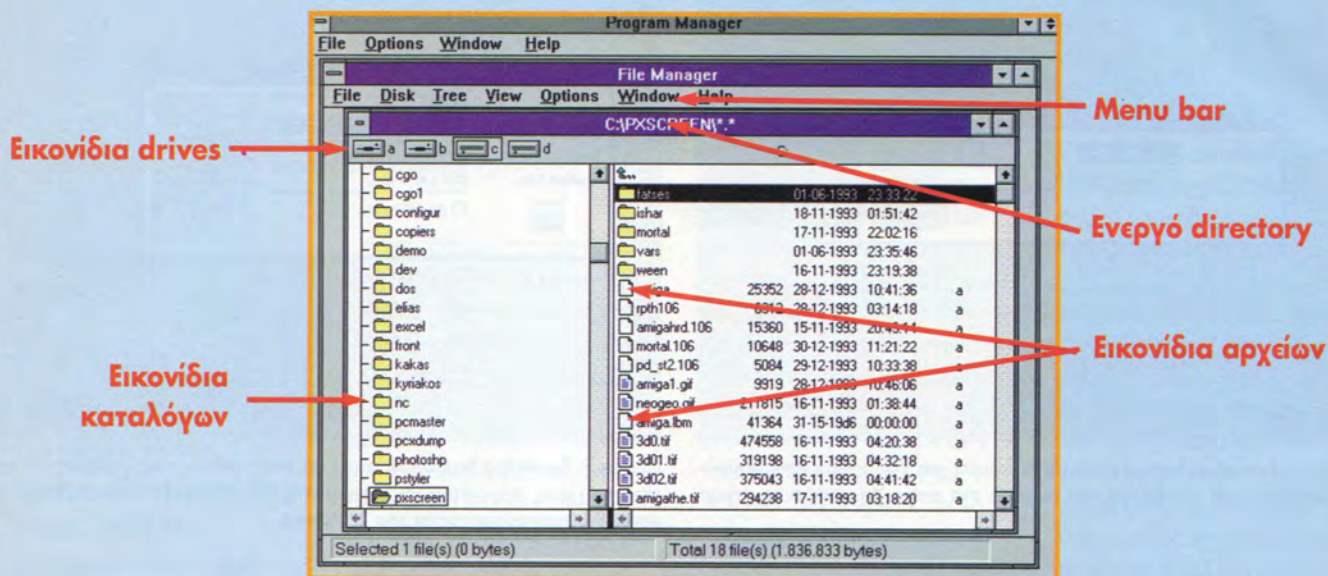 Program Manager
File Options Window Help
File Manager
File Disk Tree View Options Window Help
Menu bar
C:\PXSCREEN\*.*
Εικονίδια drives
a b c d
Ενεργό directory
cgo
cgo1
configur
copiers
demo
dev
dos
elias
excel
front
kakas
kyriakos
nc
pcmaster
pcxdump
photoshp
pstyler
pxscreen
Εικονίδια
καταλόγων
..
fatses 01-06-1993 23:33:22
ishar 18-11-1993 01:51:42
mortal 17-11-1993 22:02:16
vars 01-06-1993 23:35:46
ween 16-11-1993 23:19:38
25352 28-12-1993 10:41:36 a
rpth106 28-12-1993 03:14:18 a
amigahrd.106 15360 15-11-1993 a
mortal.106 10648 30-12-1993 11:21:22 a
pd_st2.106 5084 29-12-1993 10:33:38 a
amiga1.gif 9919 28-12-1993 10:46:06 a
neogeo.gif 211815 16-11-1993 01:38:44 a
amiga.lbm 41364 31-15-19d6 00:00:00 a
3d0.tif 474558 16-11-1993 04:20:38 a
3d01.tif 319198 16-11-1993 04:32:18 a
3d02.tif 375043 16-11-1993 04:41:42 a
amigathe.tif 294238 17-11-1993 03:18:20 a
Εικονίδια αρχείων
Selected 1 file(s) (0 bytes)
Total 18 file(s) (1.836.833 bytes)